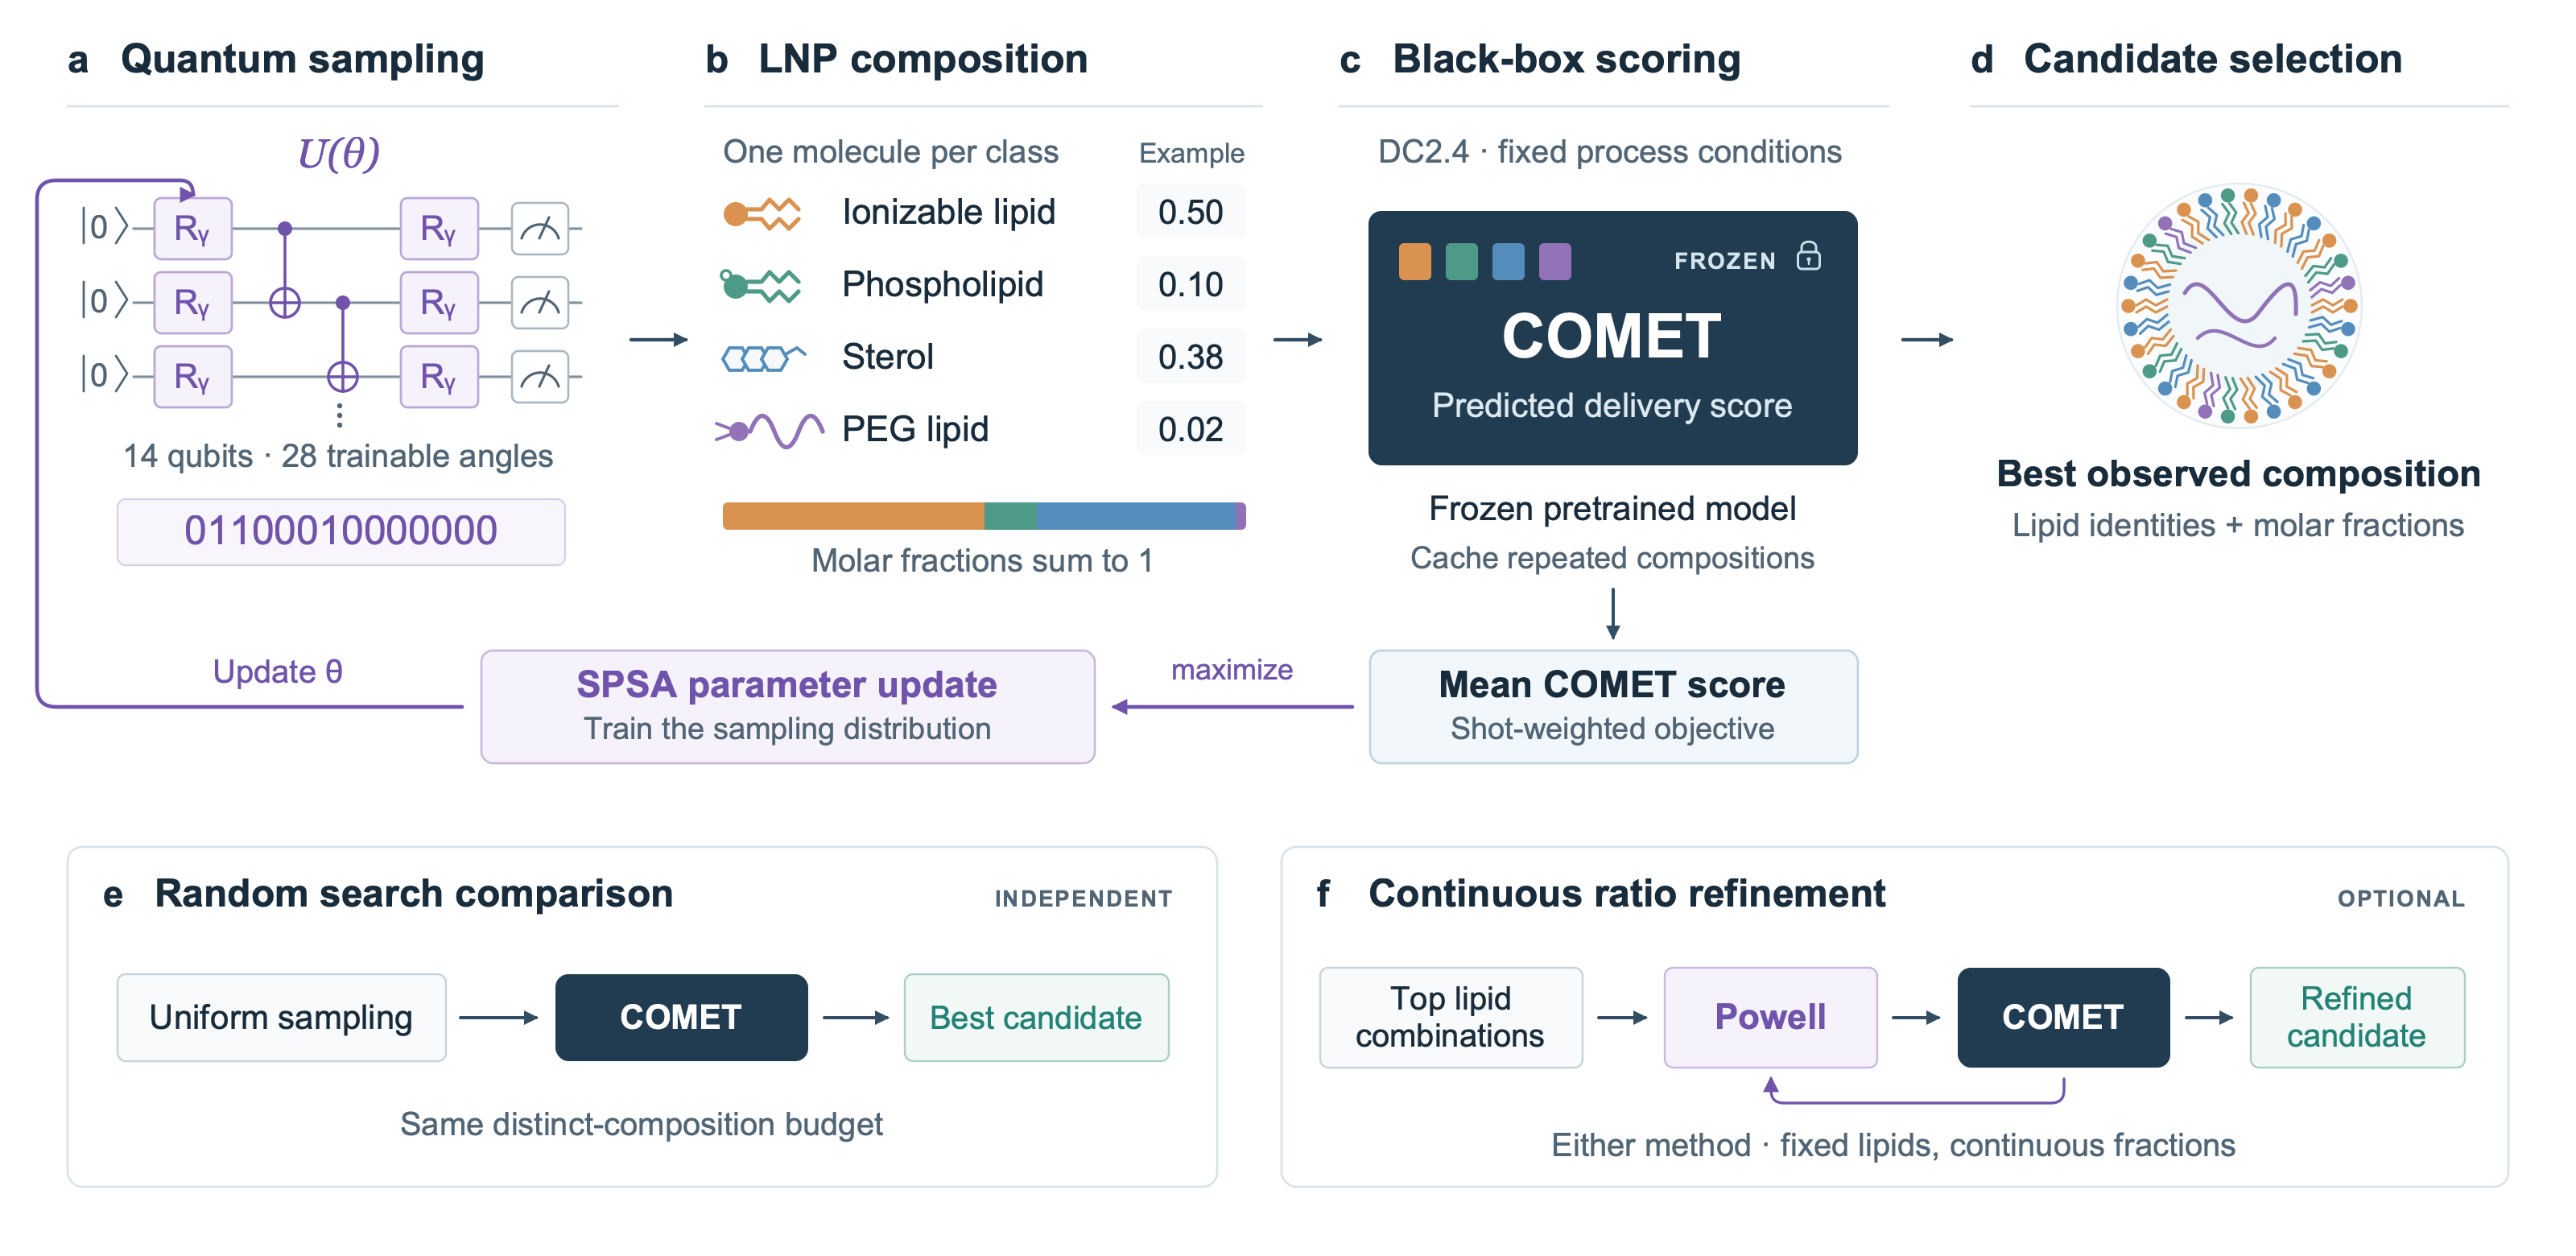 a Quantum sampling
U(θ)
|0⟩ Rγ Rγ
|0⟩ Rγ Rγ
|0⟩ Rγ Rγ
⋮
14 qubits · 28 trainable angles
01100010000000
b LNP composition
One molecule per class Example
Ionizable lipid 0.50
Phospholipid 0.10
Sterol 0.38
PEG lipid 0.02
Molar fractions sum to 1
c Black-box scoring
DC2.4 · fixed process conditions
FROZEN
COMET
Predicted delivery score
Frozen pretrained model
Cache repeated compositions
d Candidate selection
Best observed composition
Lipid identities + molar fractions
Update θ
SPSA parameter update
Train the sampling distribution
maximize
Mean COMET score
Shot-weighted objective
e Random search comparison
INDEPENDENT
Uniform sampling
COMET
Best candidate
Same distinct-composition budget
f Continuous ratio refinement
OPTIONAL
Top lipid
combinations
Powell
COMET
Refined
candidate
Either method · fixed lipids, continuous fractions